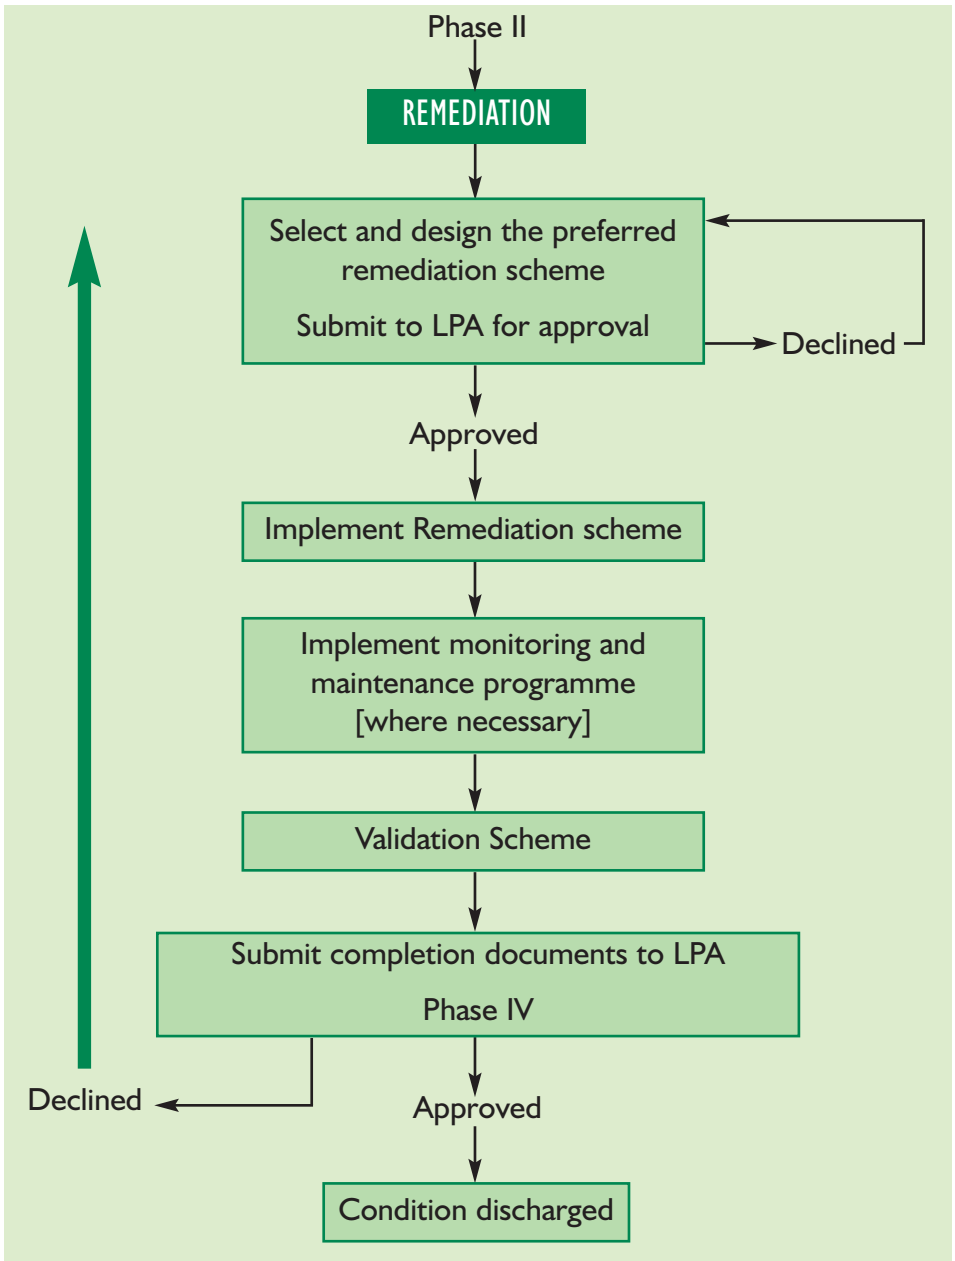 Phase II
REMEDIATION
Select and design the preferred
remediation scheme
Submit to LPA for approval
Declined
Approved
Implement Remediation scheme
Implement monitoring and
maintenance programme
[where necessary]
Validation Scheme
Submit completion documents to LPA
Phase IV
Declined
Approved
Condition discharged